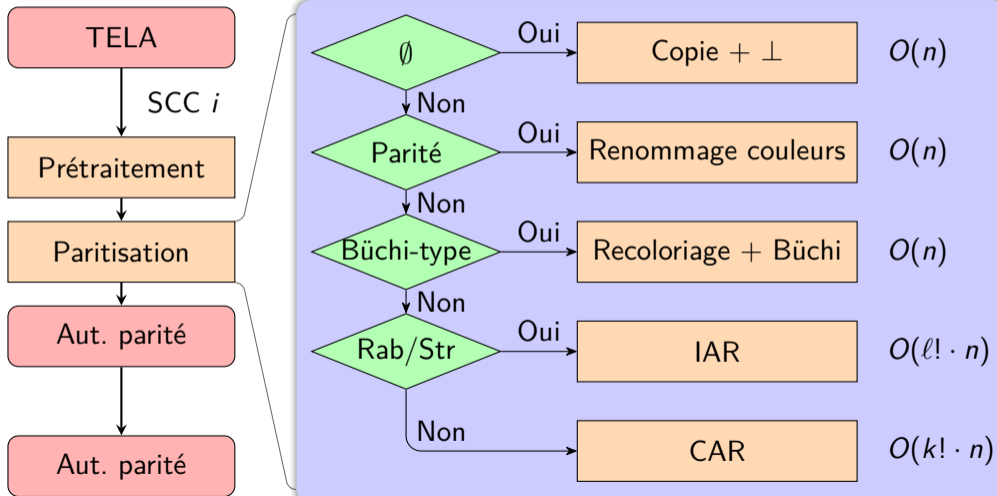 TELA
SCC i
Prétraitement
Paritisation
Aut. parité
Aut. parité
∅
Oui
Copie + ⊥
O(n)
Non
Parité
Oui
Renommage couleurs
O(n)
Non
Büchi-type
Oui
Recoloriage + Büchi
O(n)
Non
Rab/Str
Oui
IAR
O(ℓ! · n)
Non
CAR
O(k! · n)